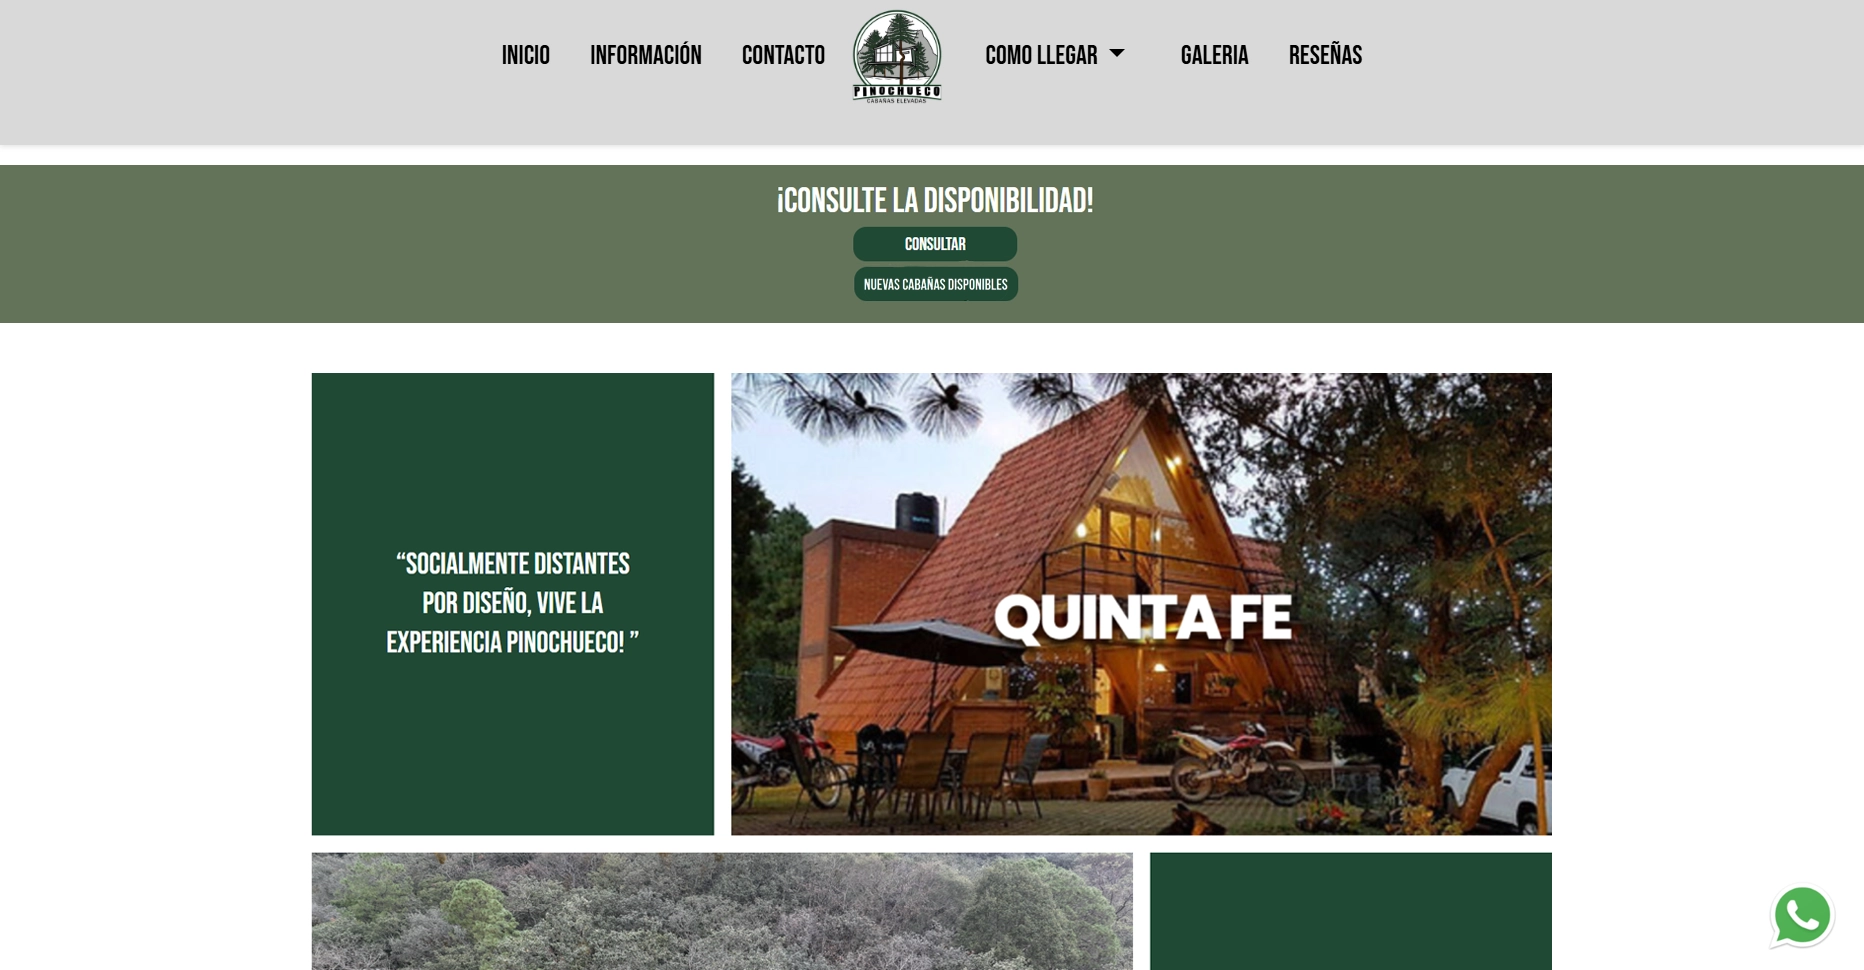 INICIO
INFORMACIÓN
CONTACTO
PINOCHUECO
CABAÑAS ELEVADAS
COMO LLEGAR
GALERIA
RESEÑAS
¡CONSULTE LA DISPONIBILIDAD!
CONSULTAR
NUEVAS CABAÑAS DISPONIBLES
“SOCIALMENTE DISTANTES
POR DISEÑO, VIVE LA
EXPERIENCIA PINOCHUECO! ”
QUINTA FE